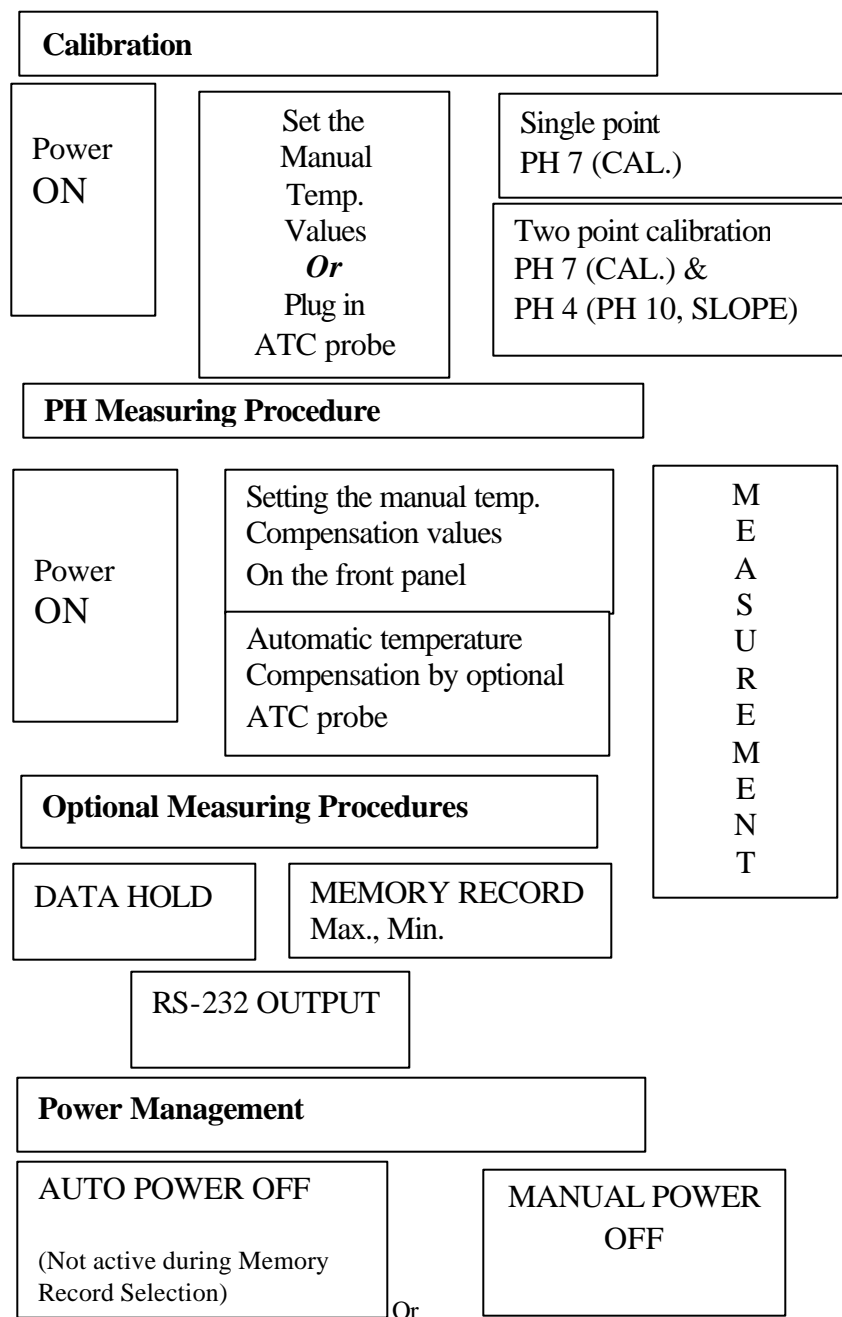 Calibration
Power
ON
Set the
Manual
Temp.
Values
Or
Plug in
ATC probe
Single point
PH 7 (CAL.)
Two point calibration
PH 7 (CAL.) &
PH 4 (PH 10, SLOPE)
PH Measuring Procedure
Power
ON
Setting the manual temp.
Compensation values
On the front panel
Automatic temperature
Compensation by optional
ATC probe
M
E
A
S
U
R
E
M
E
N
T
Optional Measuring Procedures
DATA HOLD
MEMORY RECORD
Max., Min.
RS-232 OUTPUT
Power Management
AUTO POWER OFF
(Not active during Memory
Record Selection)
Or
MANUAL POWER
OFF